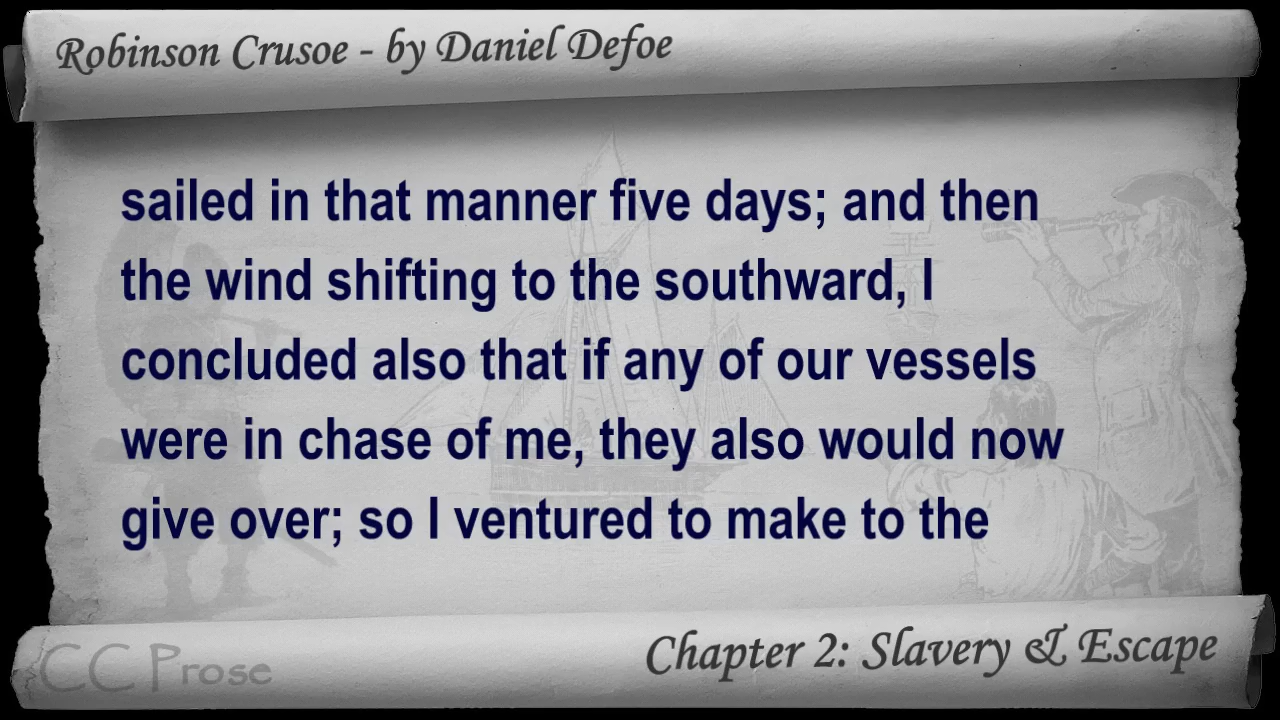 Robinson Crusoe - by Daniel Defoe
sailed in that manner five days; and then
the wind shifting to the southward, I
concluded also that if any of our vessels
were in chase of me, they also would now
give over; so I ventured to make to the
Chapter 2: Slavery & Escape
CC Prose